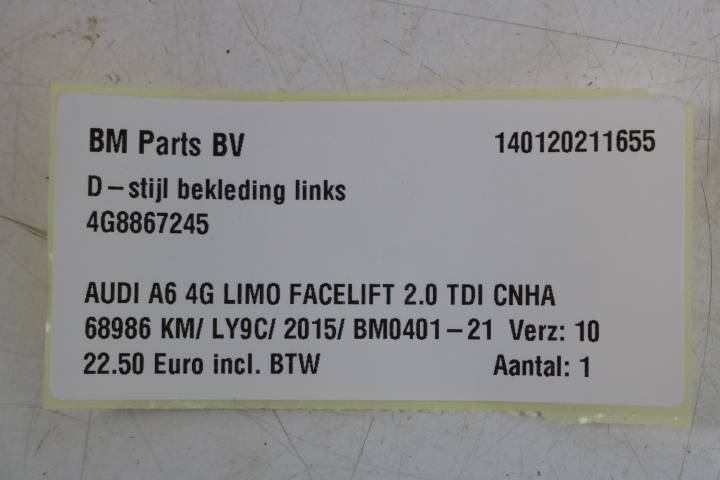 BM Parts BV 140120211655
D-stijl bekleding links
4G8867245
AUDI A6 4G LIMO FACELIFT 2.0 TDI CNHA
68986 KM/ LY9C/ 2015/ BM0401-21 Verz: 10
22.50 Euro incl. BTW Aantal: 1